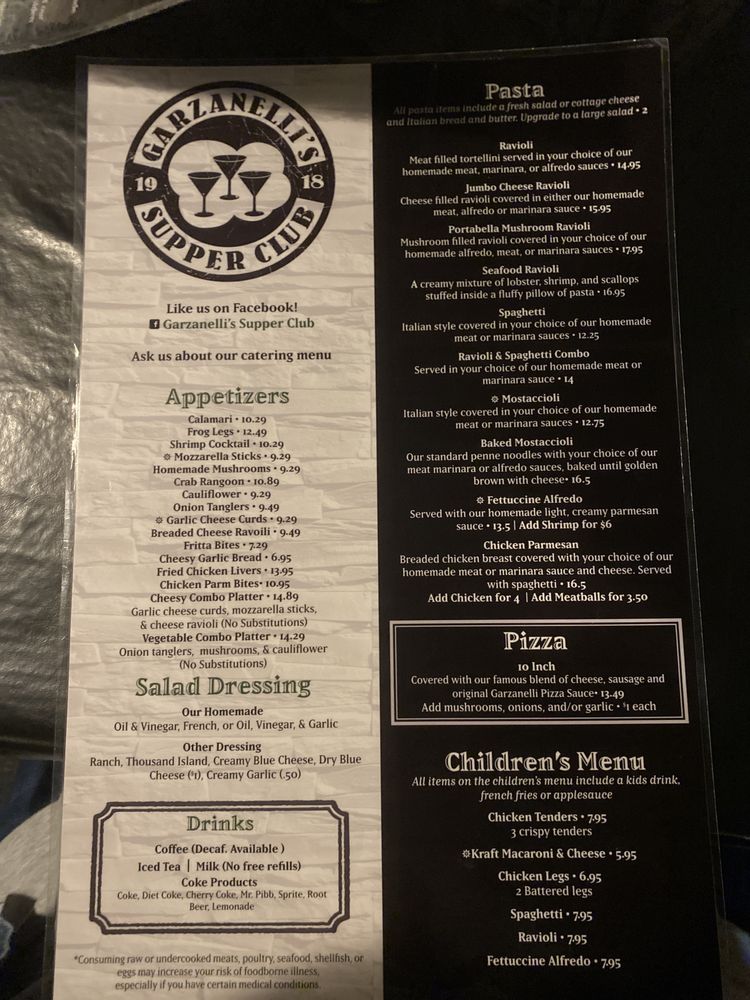 GARZANELLI'S
19 18
SUPPER CLUB
Like us on Facebook!
Garzanelli's Supper Club
Ask us about our catering menu
Appetizers
Calamari • 10.29
Frog Legs • 12.49
Shrimp Cocktail • 10.29
❂ Mozzarella Sticks • 9.29
Homemade Mushrooms • 9.29
Crab Rangoon • 10.89
Cauliflower • 9.29
Onion Tanglers • 9.49
❂ Garlic Cheese Curds • 9.29
Breaded Cheese Ravoili • 9.49
Fritta Bites • 7.29
Cheesy Garlic Bread • 6.95
Fried Chicken Livers • 13.95
Chicken Parm Bites• 10.95
Cheesy Combo Platter • 14.89
Garlic cheese curds, mozzarella sticks,
& cheese ravioli (No Substitutions)
Vegetable Combo Platter • 14.29
Onion tanglers, mushrooms, & cauliflower
(No Substitutions)
Salad Dressing
Our Homemade
Oil & Vinegar, French, or Oil, Vinegar, & Garlic
Other Dressing
Ranch, Thousand Island, Creamy Blue Cheese, Dry Blue
Cheese ($1), Creamy Garlic (.50)
Drinks
Coffee (Decaf. Available )
Iced Tea | Milk (No free refills)
Coke Products
Coke, Diet Coke, Cherry Coke, Mr. Pibb, Sprite, Root
Beer, Lemonade
*Consuming raw or undercooked meats, poultry, seafood, shellfish, or
eggs may increase your risk of foodborne illness,
especially if you have certain medical conditions.
Pasta
All pasta items include a fresh salad or cottage cheese
and Italian bread and butter. Upgrade to a large salad • 2
Ravioli
Meat filled tortellini served in your choice of our
homemade meat, marinara, or alfredo sauces • 14.95
Jumbo Cheese Ravioli
Cheese filled ravioli covered in either our homemade
meat, alfredo or marinara sauce • 15.95
Portabella Mushroom Ravioli
Mushroom filled ravioli covered in your choice of our
homemade alfredo, meat, or marinara sauces • 17.95
Seafood Ravioli
A creamy mixture of lobster, shrimp, and scallops
stuffed inside a fluffy pillow of pasta • 16.95
Spaghetti
Italian style covered in your choice of our homemade
meat or marinara sauces • 12.25
Ravioli & Spaghetti Combo
Served in your choice of our homemade meat or
marinara sauce • 14
❂ Mostaccioli
Italian style covered in your choice of our homemade
meat or marinara sauces • 12.75
Baked Mostaccioli
Our standard penne noodles with your choice of our
meat marinara or alfredo sauces, baked until golden
brown with cheese• 16.5
❂ Fettuccine Alfredo
Served with our homemade light, creamy parmesan
sauce • 13.5 | Add Shrimp for $6
Chicken Parmesan
Breaded chicken breast covered with your choice of our
homemade meat or marinara sauce and cheese. Served
with spaghetti • 16.5
Add Chicken for 4 | Add Meatballs for 3.50
Pizza
10 Inch
Covered with our famous blend of cheese, sausage and
original Garzanelli Pizza Sauce• 13.49
Add mushrooms, onions, and/or garlic • $1 each
Children's Menu
All items on the children's menu include a kids drink,
french fries or applesauce
Chicken Tenders • 7.95
3 crispy tenders
❂Kraft Macaroni & Cheese • 5.95
Chicken Legs • 6.95
2 Battered legs
Spaghetti • 7.95
Ravioli • 7.95
Fettuccine Alfredo • 7.95